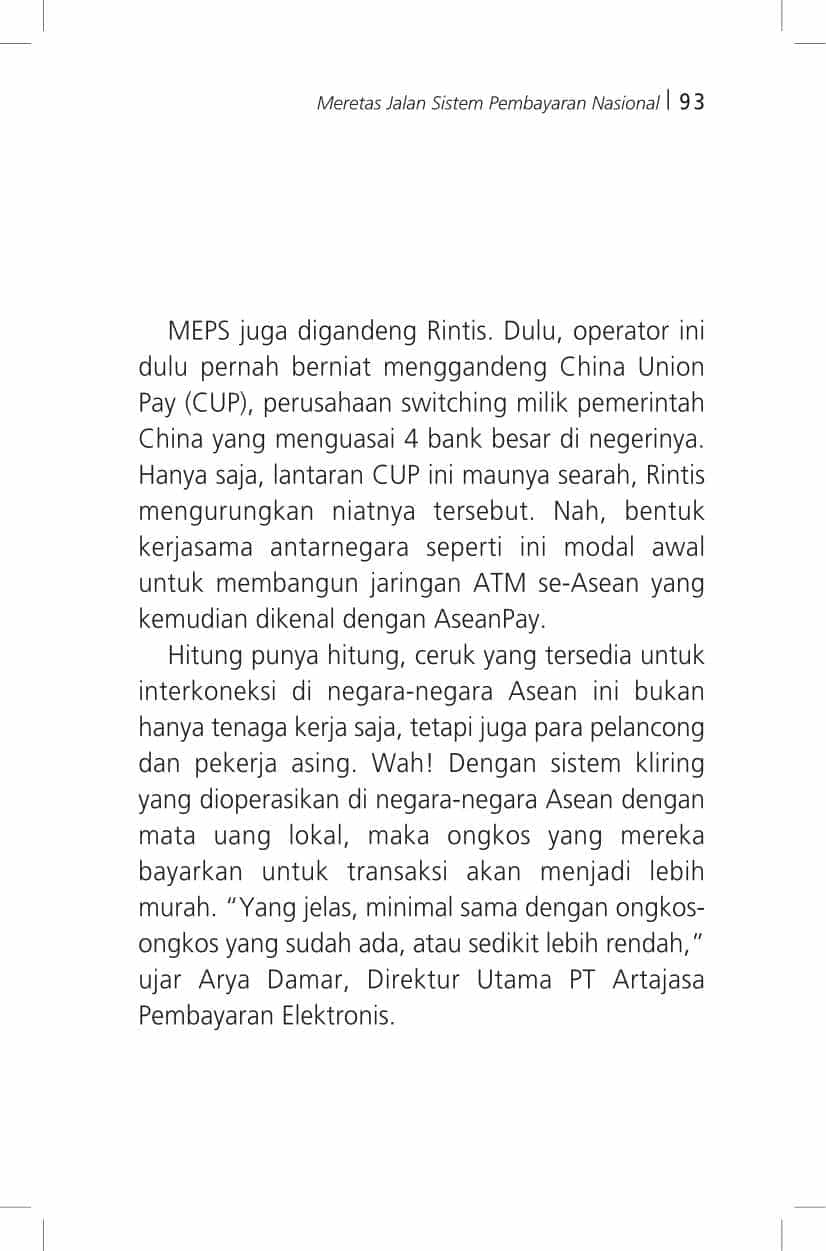 Meretas Jalan Sistem Pembayaran Nasional | 93
MEPS juga digandeng Rintis. Dulu, operator ini
dulu pernah berniat menggandeng China Union
Pay (CUP), perusahaan switching milik pemerintah
China yang menguasai 4 bank besar di negerinya.
Hanya saja, lantaran CUP ini maunya searah, Rintis
mengurungkan niatnya tersebut. Nah, bentuk
kerjasama antarnegara seperti ini modal awal
untuk membangun jaringan ATM se-Asean yang
kemudian dikenal dengan AseanPay.
Hitung punya hitung, ceruk yang tersedia untuk
interkoneksi di negara-negara Asean ini bukan
hanya tenaga kerja saja, tetapi juga para pelancong
dan pekerja asing. Wah! Dengan sistem kliring
yang dioperasikan di negara-negara Asean dengan
mata uang lokal, maka ongkos yang mereka
bayarkan untuk transaksi akan menjadi lebih
murah. “Yang jelas, minimal sama dengan ongkos-
ongkos yang sudah ada, atau sedikit lebih rendah,”
ujar Arya Damar, Direktur Utama PT Artajasa
Pembayaran Elektronis.